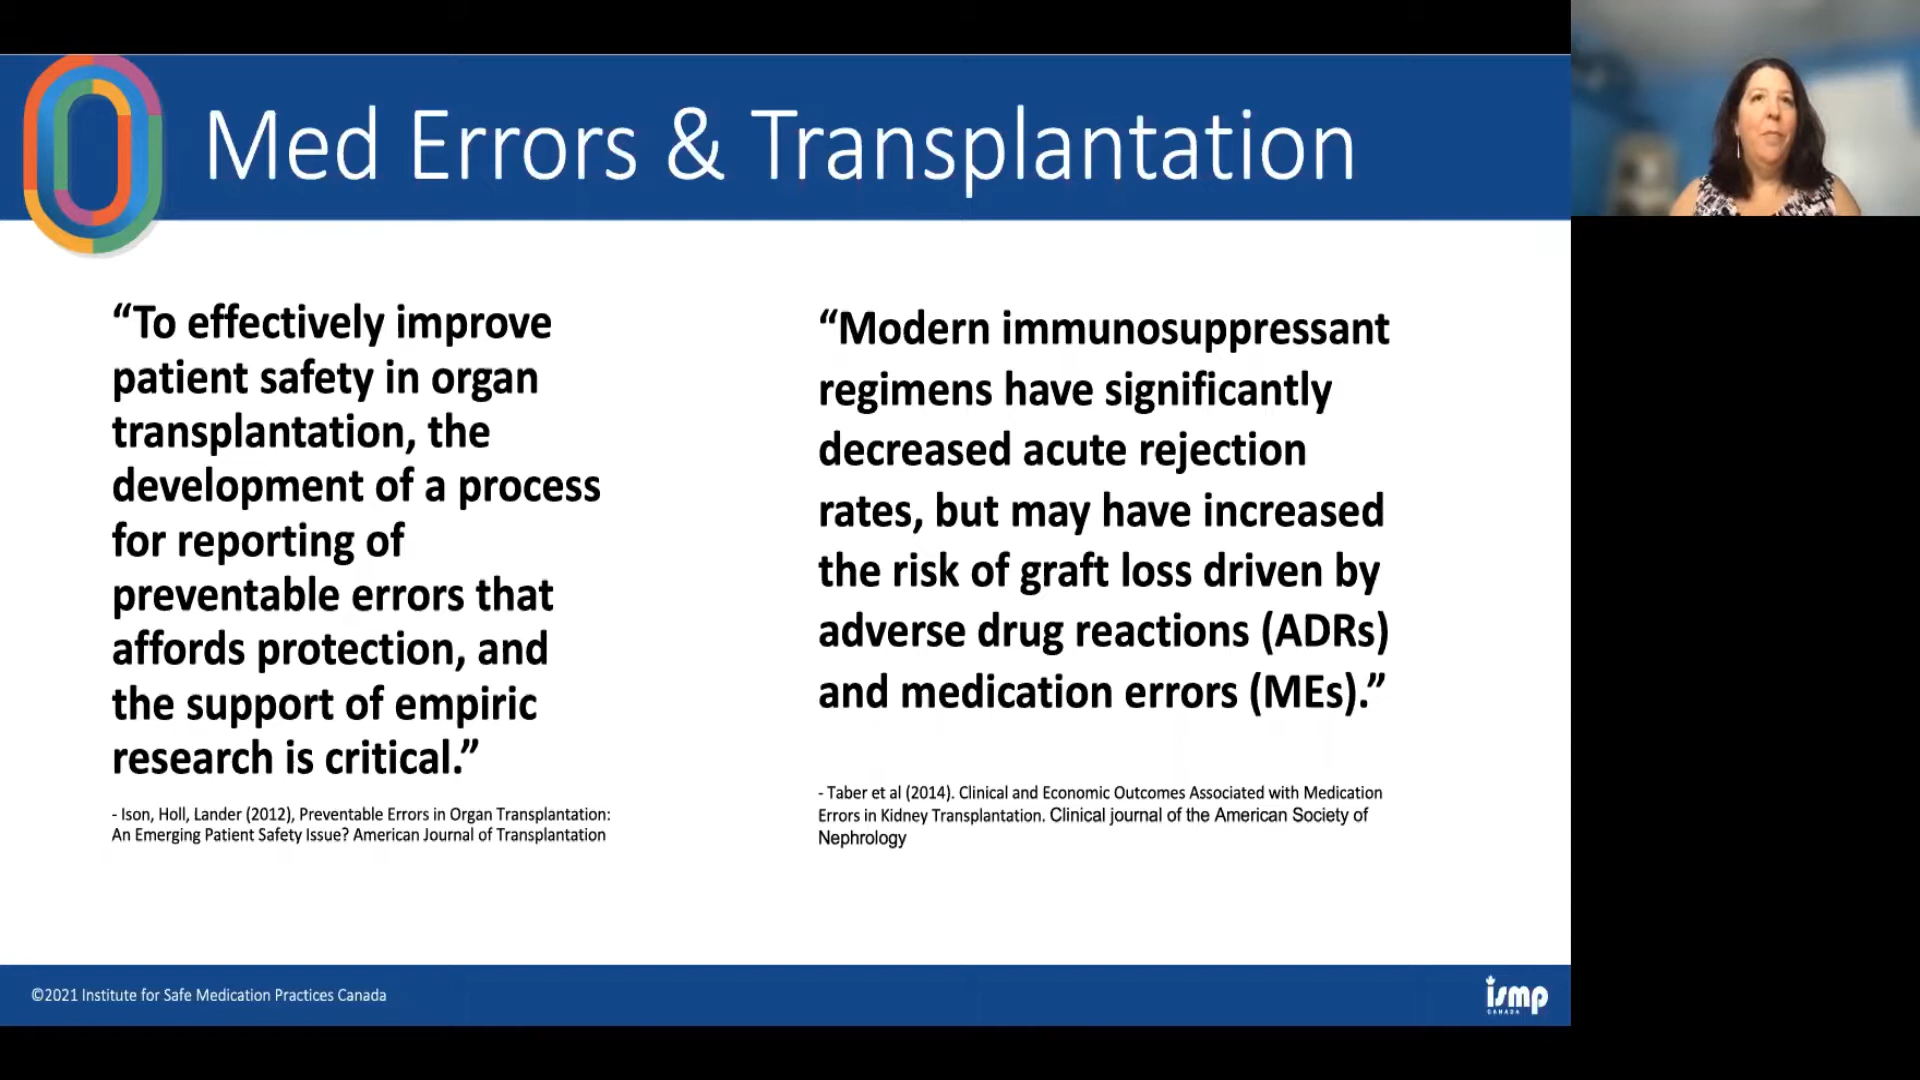 Med Errors & Transplantation
“To effectively improve
patient safety in organ
transplantation, the
development of a process
for reporting of
preventable errors that
affords protection, and
the support of empiric
research is critical.”
- Ison, Holl, Lander (2012), Preventable Errors in Organ Transplantation:
An Emerging Patient Safety Issue? American Journal of Transplantation
“Modern immunosuppressant
regimens have significantly
decreased acute rejection
rates, but may have increased
the risk of graft loss driven by
adverse drug reactions (ADRs)
and medication errors (MEs).”
- Taber et al (2014). Clinical and Economic Outcomes Associated with Medication
Errors in Kidney Transplantation. Clinical journal of the American Society of
Nephrology
©2021 Institute for Safe Medication Practices Canada
ismp
CANADA